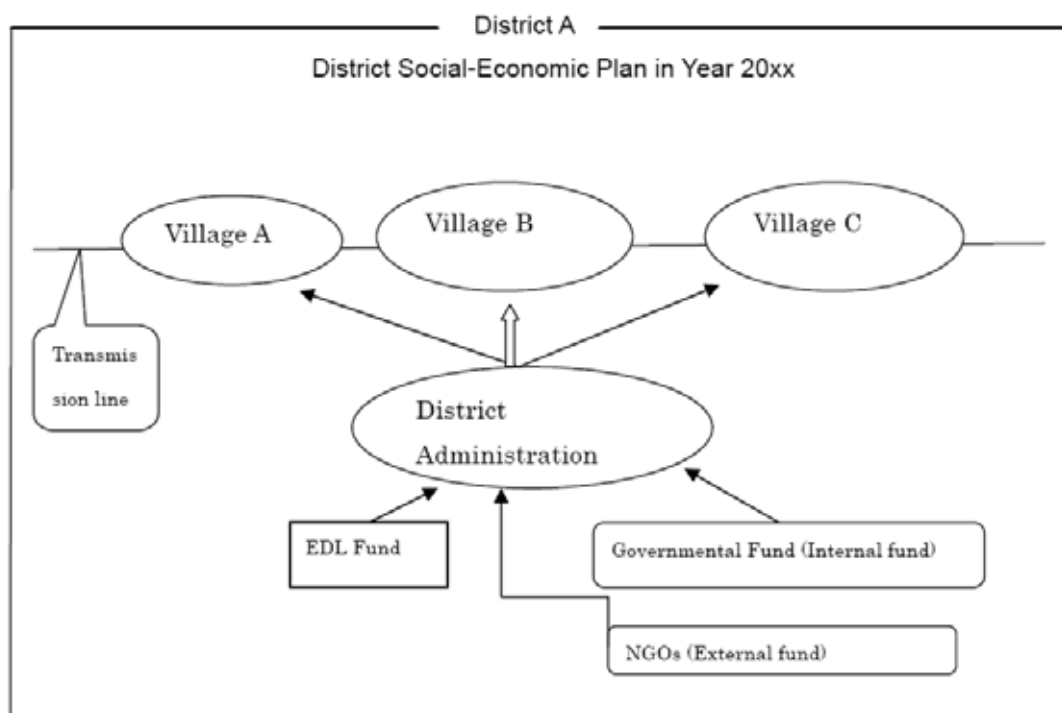 District A
District Social-Economic Plan in Year 20xx
Village A
Village B
Village C
Transmis
sion line
District
Administration
EDL Fund
Governmental Fund (Internal fund)
NGOs (External fund)